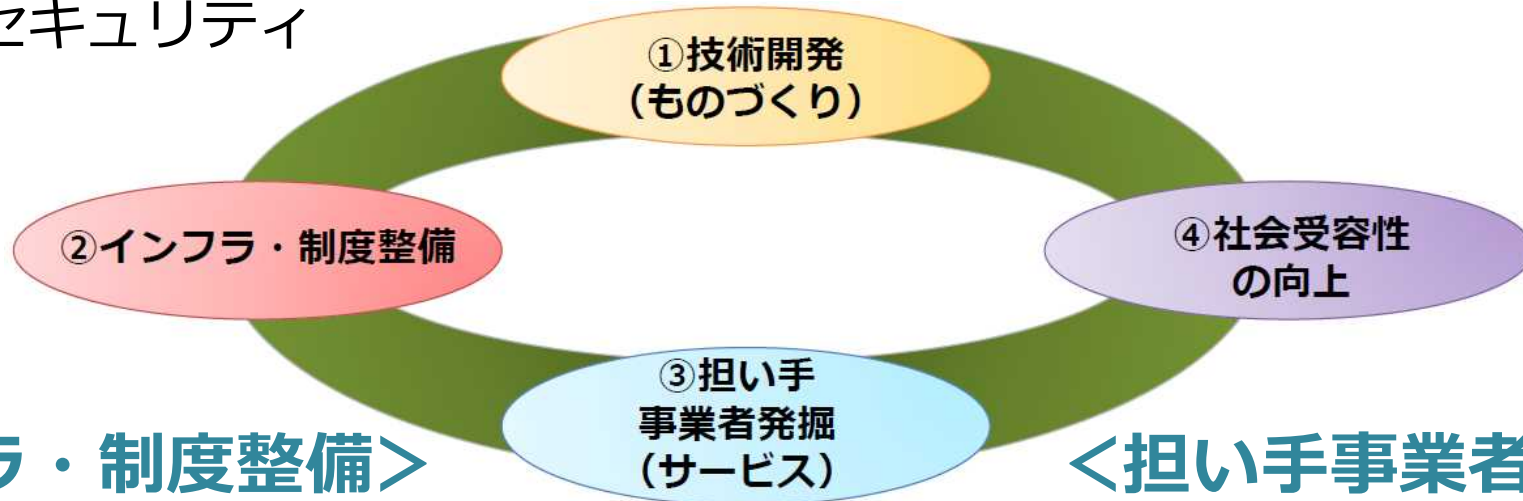 セキュリティ
①技術開発
（ものづくり）
②インフラ・制度整備
④社会受容性
の向上
③担い手
事業者発掘
（サービス）
ラ・制度整備＞
＜担い手事業者